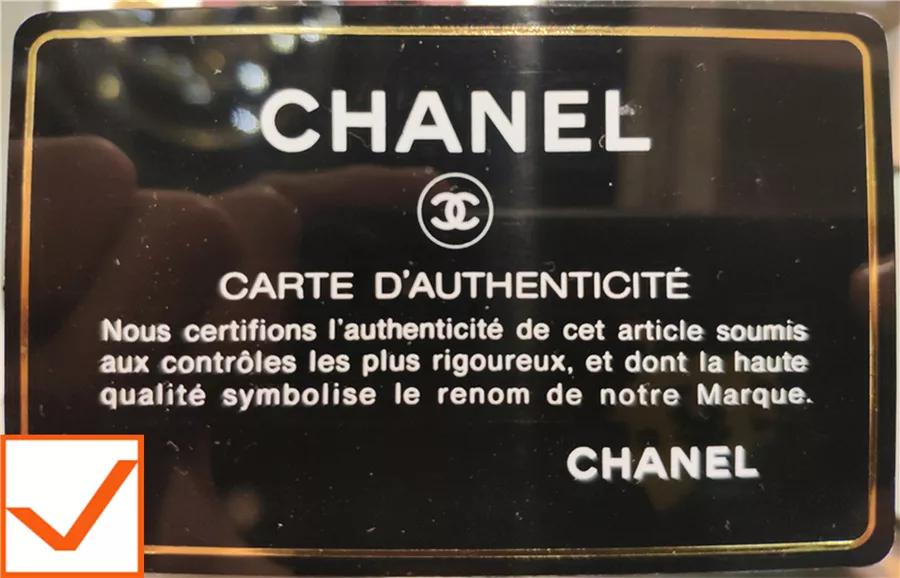 CHANEL
CARTE D'AUTHENTICITÉ
Nous certifions l'authenticité de cet article soumis
aux contrôles les plus rigoureux, et dont la haute
qualité symbolise le renom de notre Marque.
CHANEL